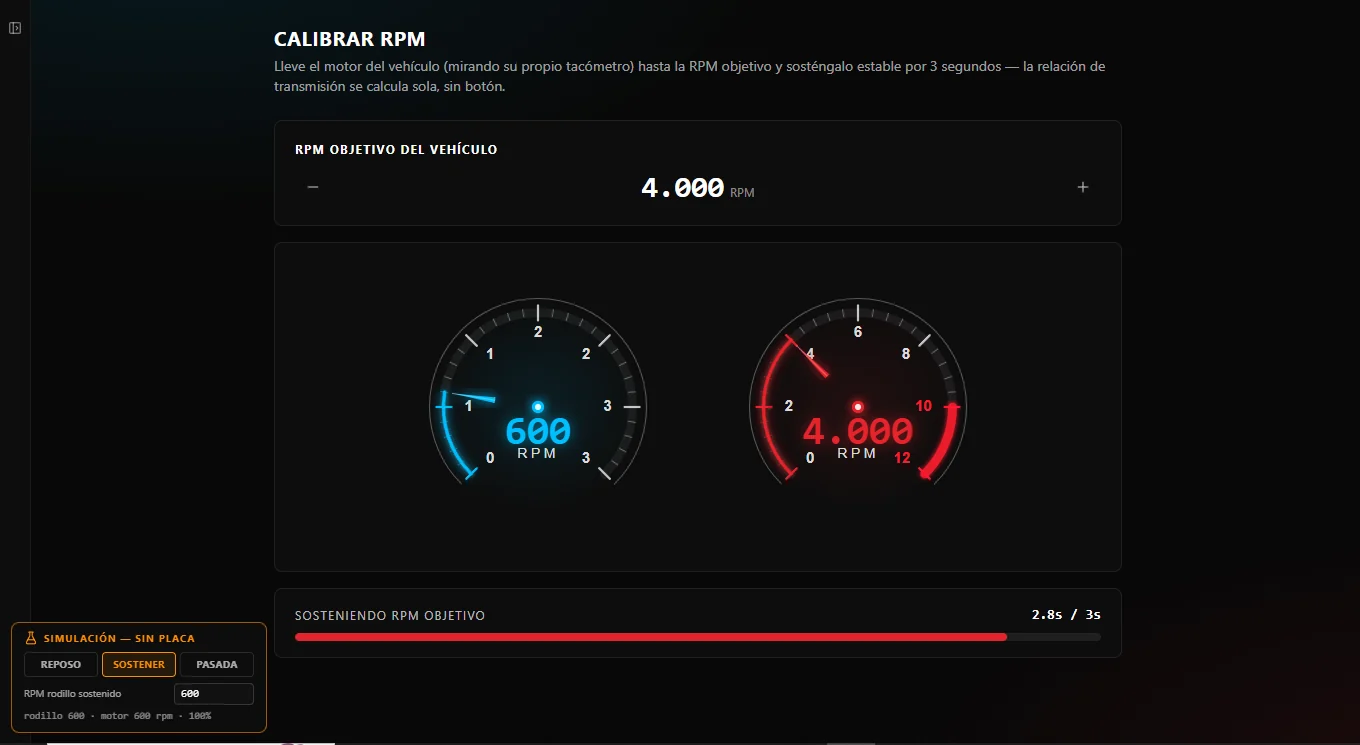 CALIBRAR RPM
Lleve el motor del vehículo (mirando su propio tacómetro) hasta la RPM objetivo y sosténgalo estable por 3 segundos — la relación de
transmisión se calcula sola, sin botón.
RPM OBJETIVO DEL VEHÍCULO
− 4.000 RPM +
0 1 1 2 2 3 3
600
RPM
0 2 4 6 8 10 12
4.000
RPM
SOSTENIENDO RPM OBJETIVO 2.8s / 3s
SIMULACIÓN — SIN PLACA
REPOSO SOSTENER PASADA
RPM rodillo sostenido 600
rodillo 600 · motor 600 rpm · 100%